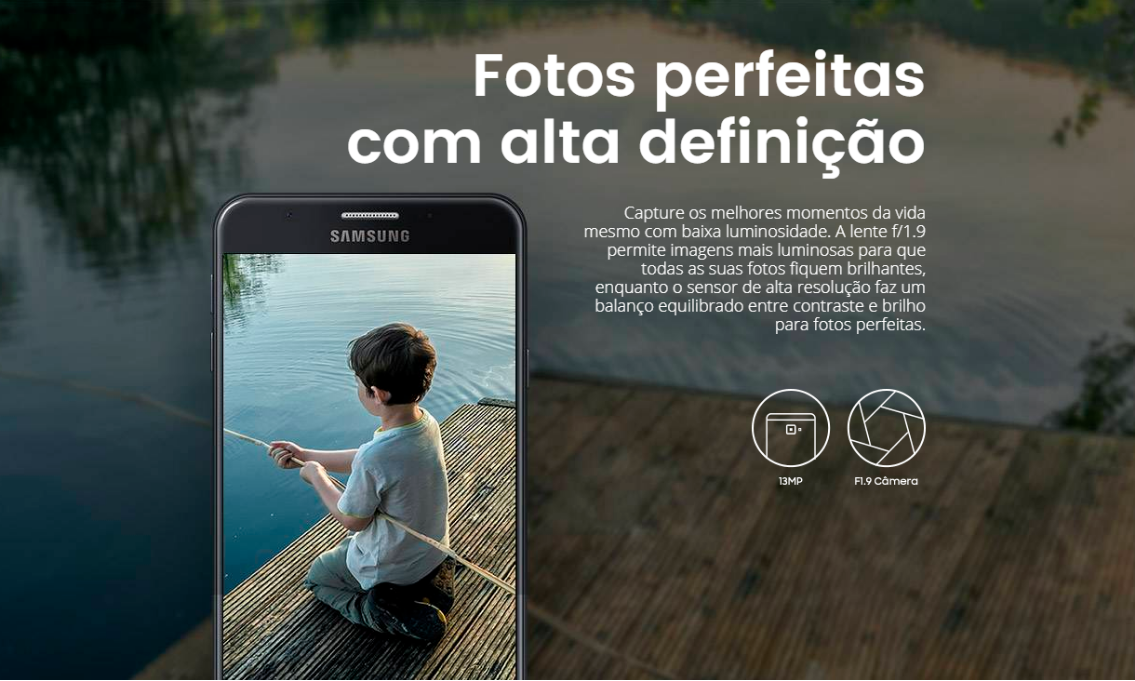 Fotos perfeitas
com alta definição
Capture os melhores momentos da vida
mesmo com baixa luminosidade. A lente f/1.9
permite imagens mais luminosas para que
todas as suas fotos fiquem brilhantes,
enquanto o sensor de alta resolução faz um
balanço equilibrado entre contraste e brilho
para fotos perfeitas.
SAMSUNG
13MP
F1.9 Câmera